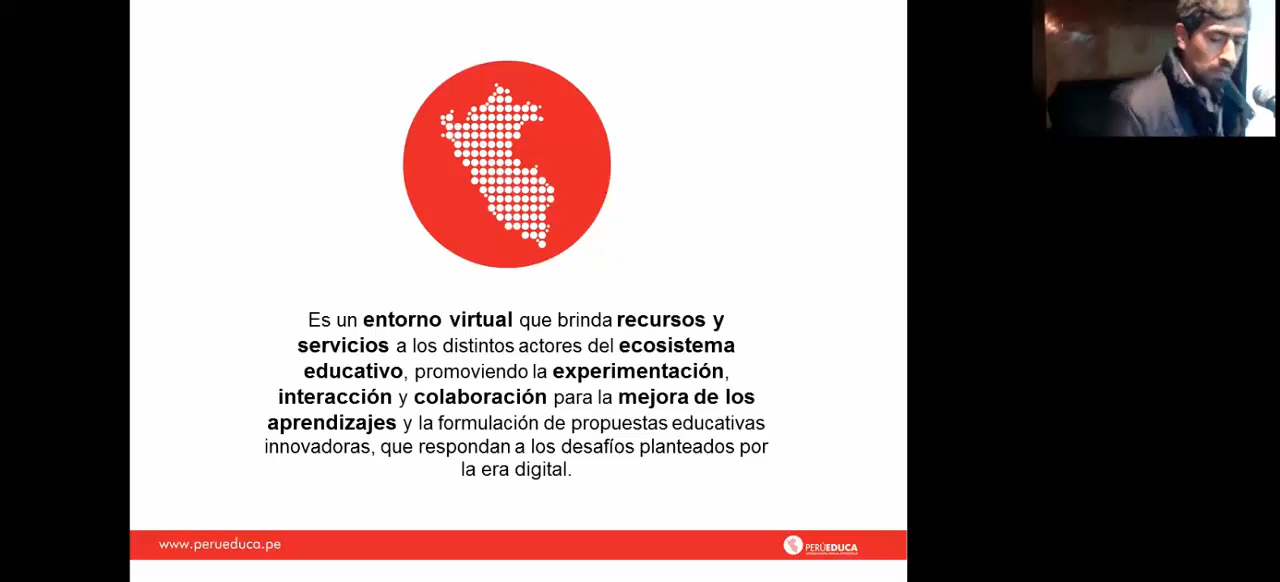 Es un entorno virtual que brinda recursos y
servicios a los distintos actores del ecosistema
educativo, promoviendo la experimentación,
interacción y colaboración para la mejora de los
aprendizajes y la formulación de propuestas educativas
innovadoras, que respondan a los desafíos planteados por
la era digital.
www.perueduca.pe
PERÚEDUCA